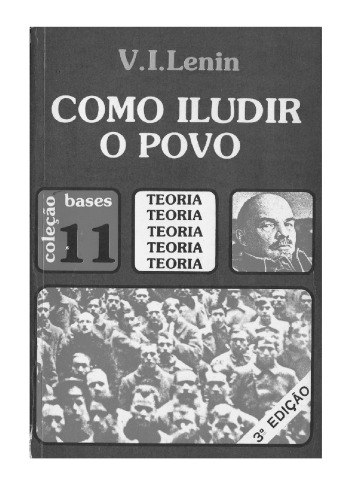 V.I.Lenin
COMO ILUDIR
O POVO
coleção
bases
11
TEORIA
TEORIA
TEORIA
TEORIA
TEORIA
3ª EDIÇÃO